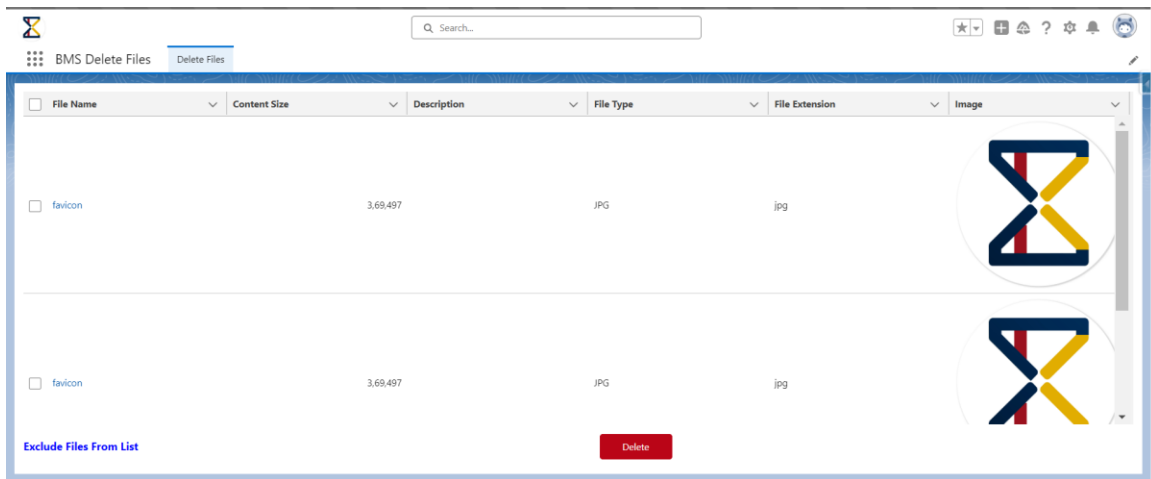 Search...
BMS Delete Files Delete Files
File Name Content Size Description File Type File Extension Image
favicon 3,69,497 JPG jpg
favicon 3,69,497 JPG jpg
Exclude Files From List Delete